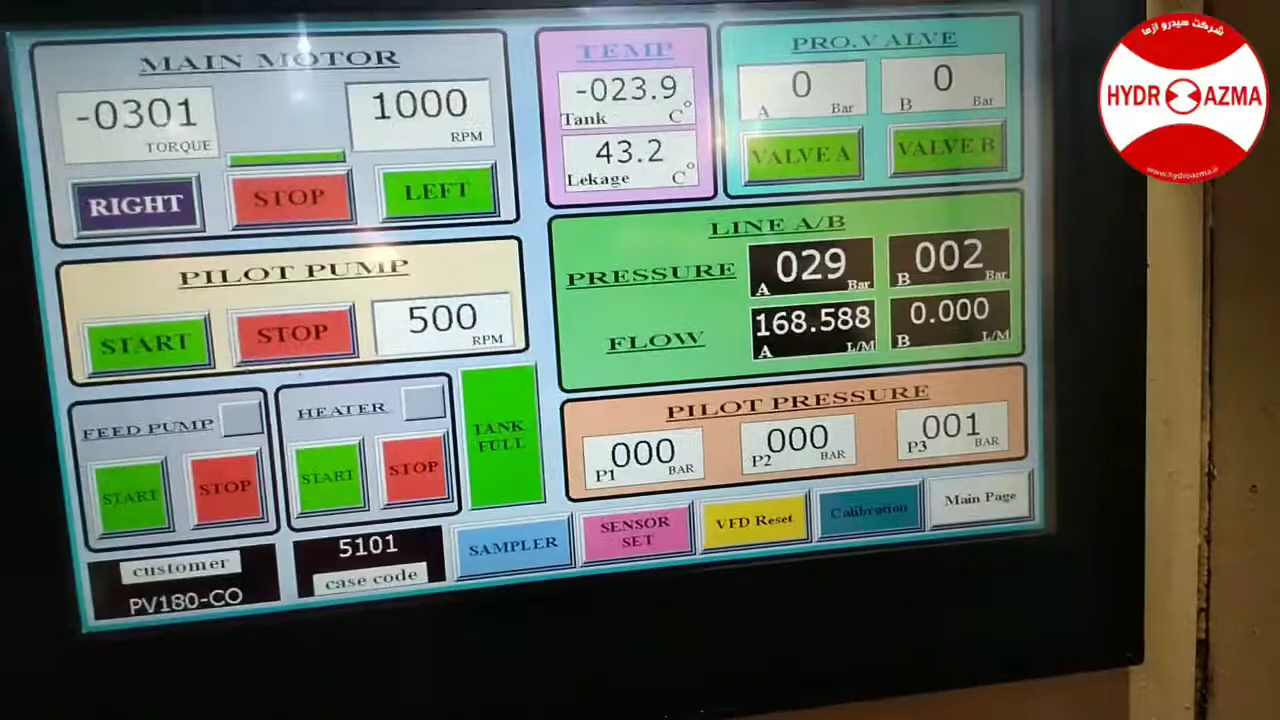 MAIN MOTOR
-0301
TORQUE
1000
RPM
RIGHT
STOP
LEFT
TEMP
-023.9
Tank C°
43.2
Lekage C°
PRO.VALVE
0
A Bar
0
B Bar
VALVE A
VALVE B
PILOT PUMP
START
STOP
500
RPM
LINE A/B
PRESSURE
029
A Bar
002
B Bar
FLOW
168.588
A L/M
0.000
B L/M
FEED PUMP
START
STOP
HEATER
START
STOP
TANK
FULL
PILOT PRESSURE
000
P1 BAR
000
P2 BAR
001
P3 BAR
customer
PV180-CO
5101
case code
SAMPLER
SENSOR
SET
VFD Reset
Calibration
Main Page
شرکت هیدرو ازما
HYDRO AZMA
www.hydroazma.ir